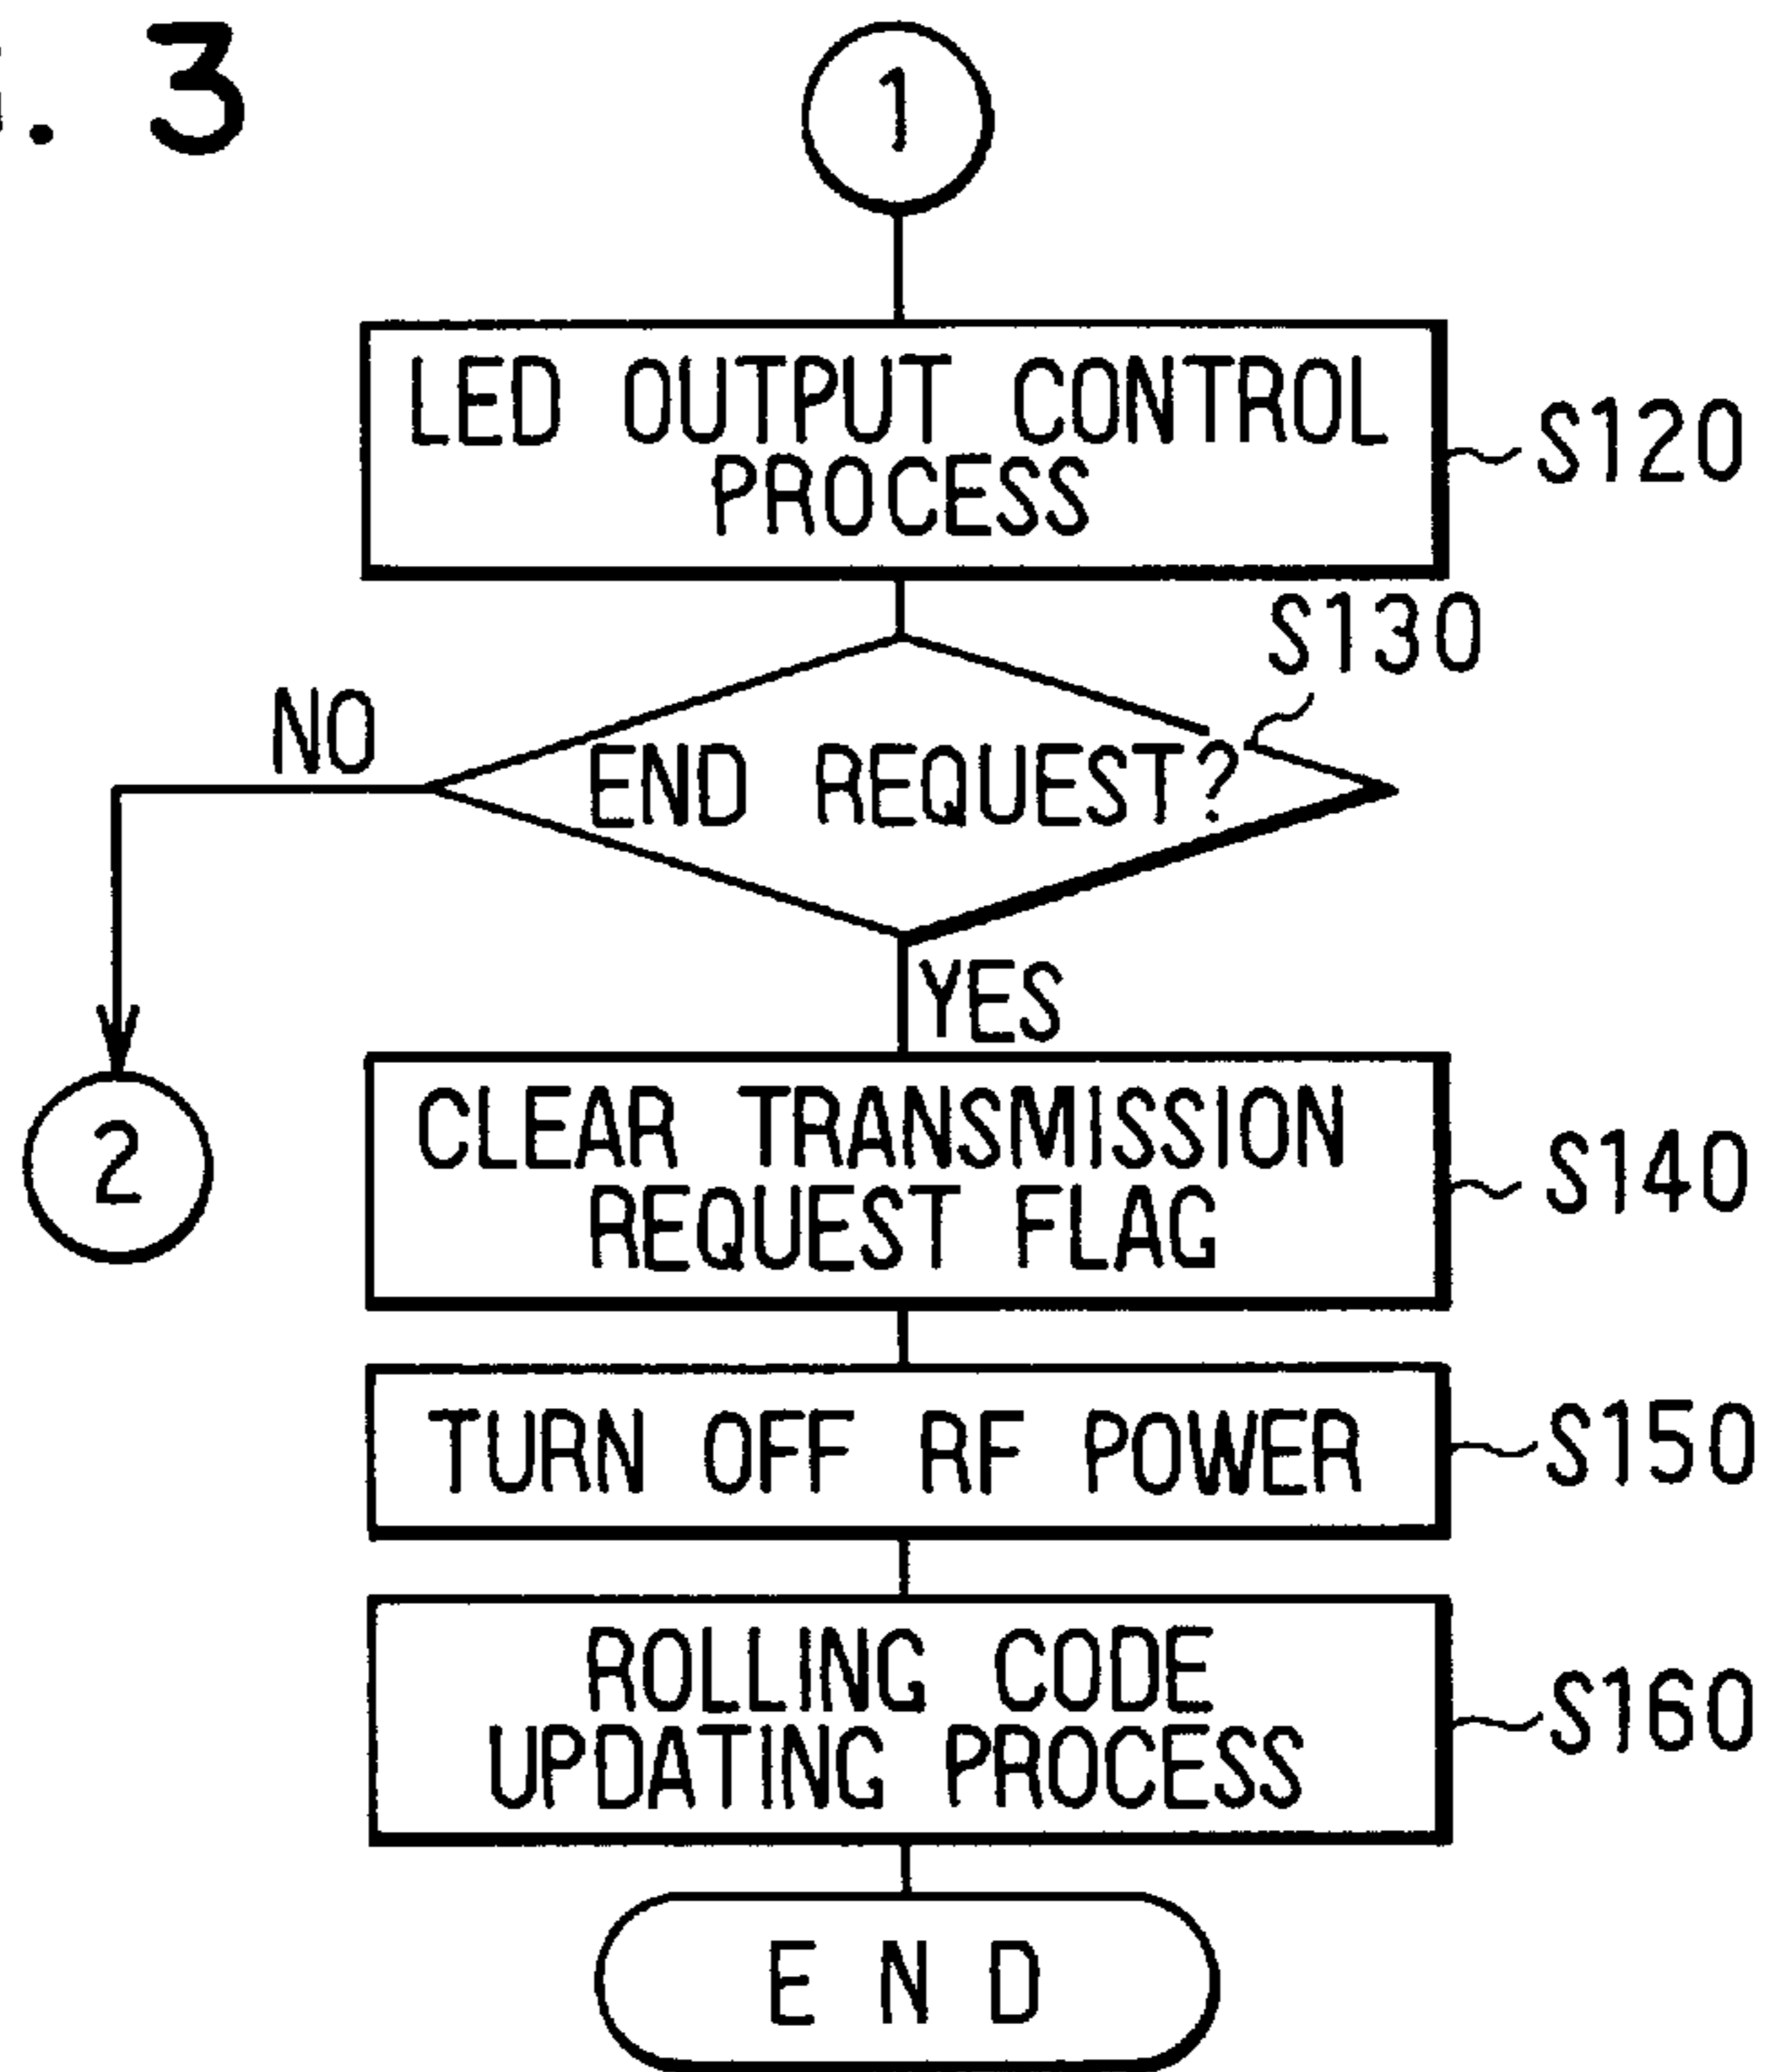 . 3
1
LED OUTPUT CONTROL
PROCESS
S120
S130
NO
END REQUEST?
YES
2
CLEAR TRANSMISSION
REQUEST FLAG
S140
TURN OFF RF POWER
S150
ROLLING CODE
UPDATING PROCESS
S160
END